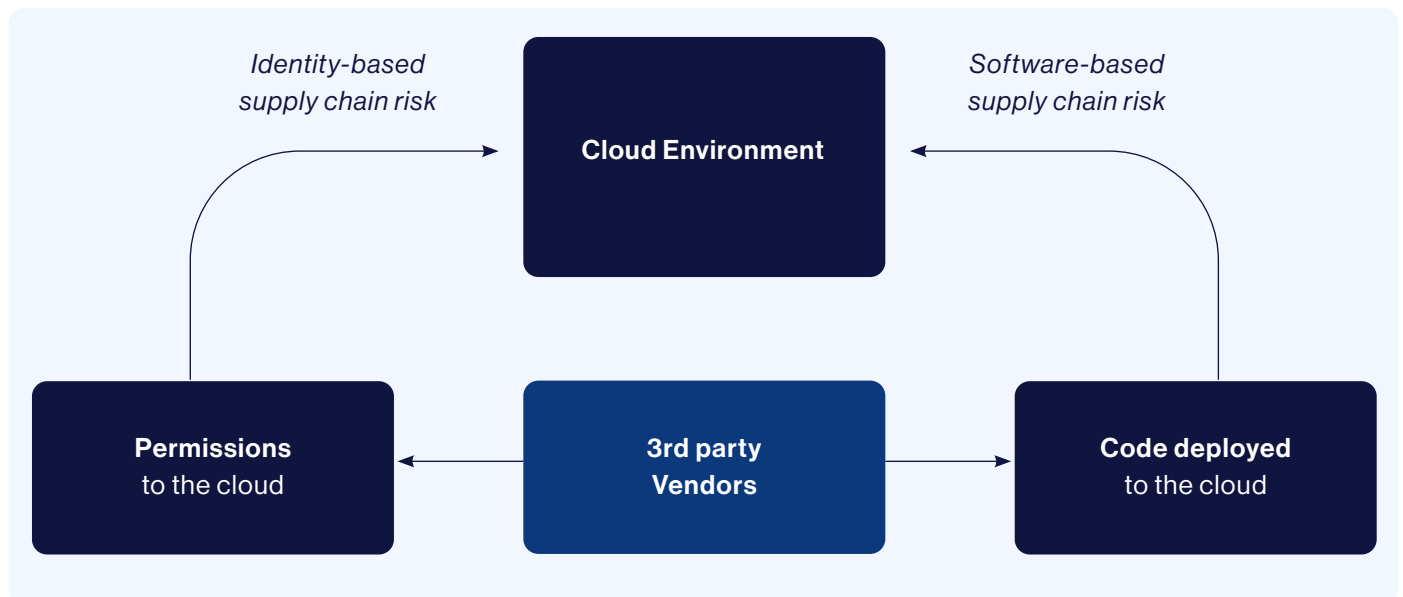 Identity-based
supply chain risk
Cloud Environment
Software-based
supply chain risk
Permissions
to the cloud
3rd party
Vendors
Code deployed
to the cloud